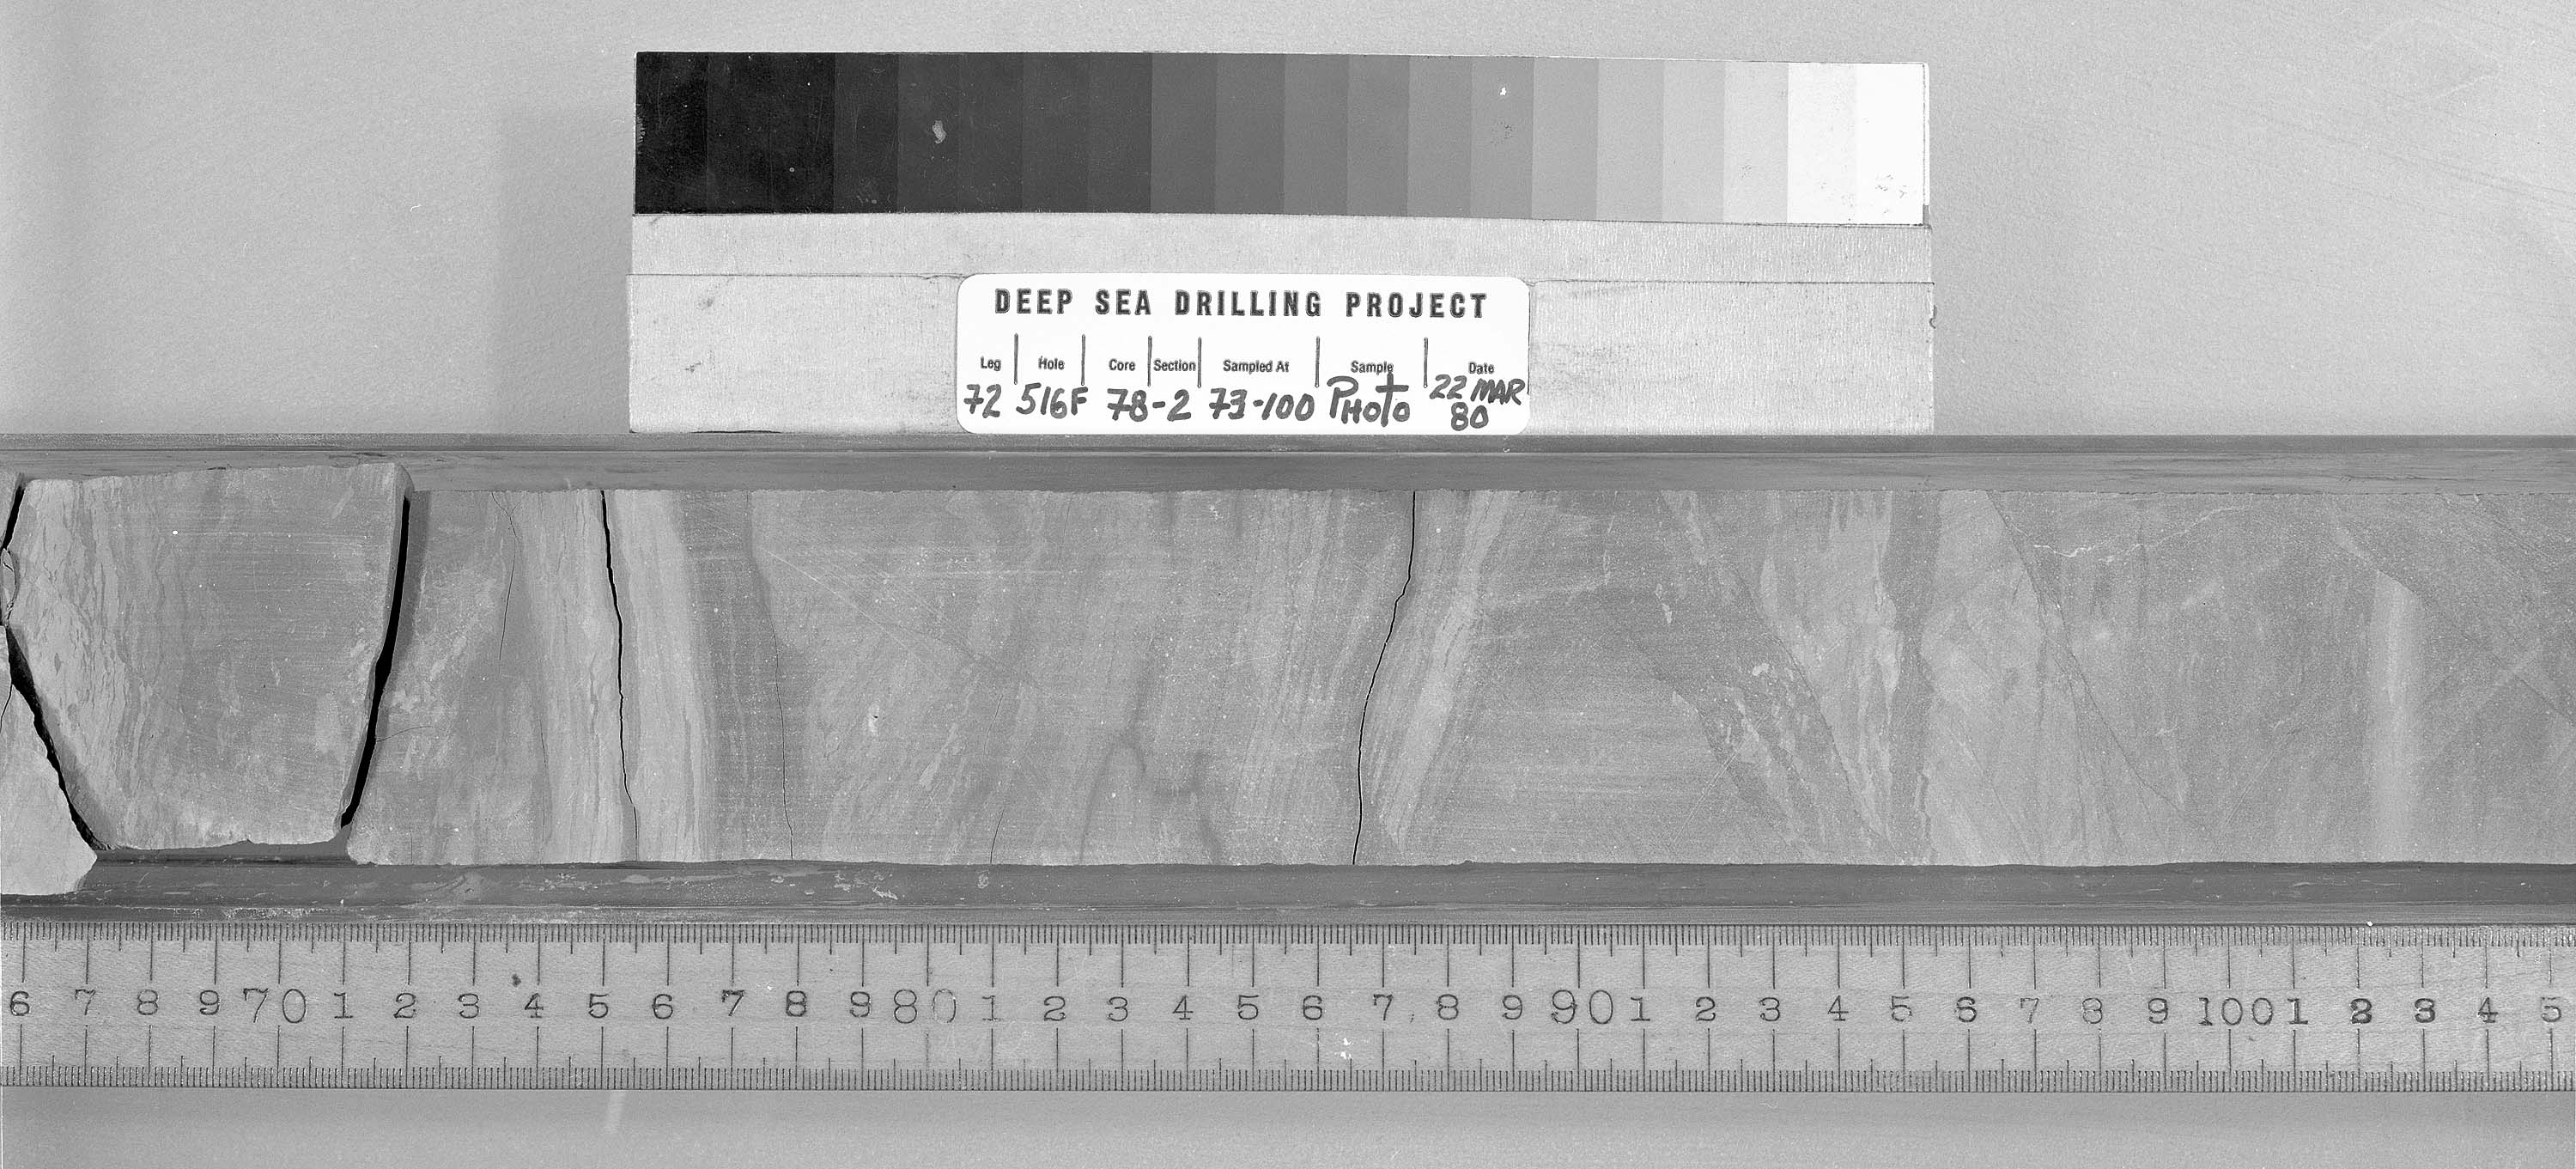 DEEP SEA DRILLING PROJECT
Leg Hole Core Section Sampled At Sample Date
72 516F 78-2 73-100 PHOTO 22 MAR 80
6 7 8 9 70 1 2 3 4 5 6 7 8 9 80 1 2 3 4 5 6 7 8 9 90 1 2 3 4 5 6 7 8 9 100 1 2 3 4 5